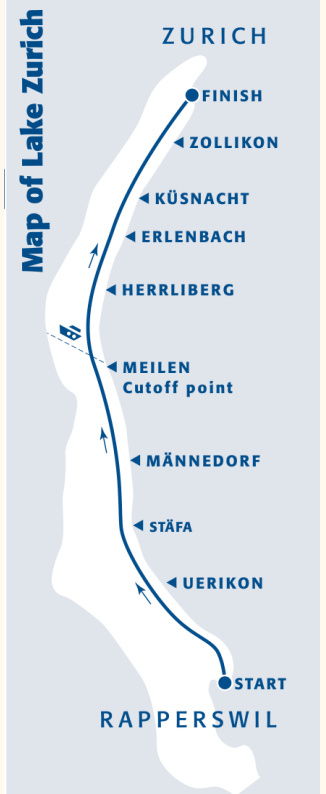 Map of Lake Zurich
ZURICH
FINISH
ZOLLIKON
KÜSNACHT
ERLENBACH
HERRLIBERG
MEILEN
Cutoff point
MÄNNEDORF
STÄFA
UERIKON
START
RAPPERSWIL